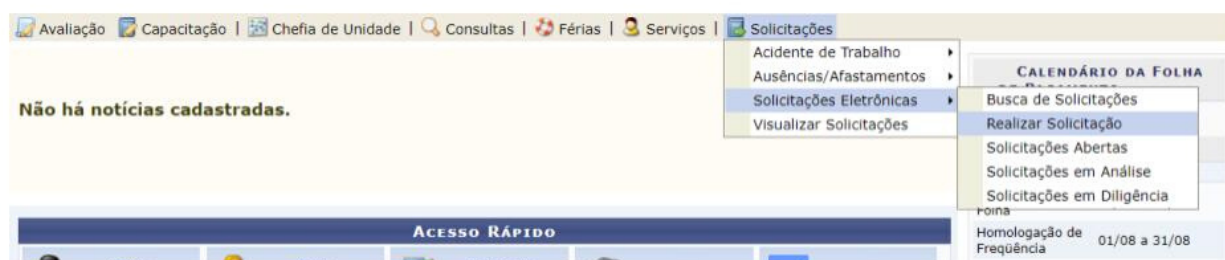 Avaliação Capacitação | Chefia de Unidade | Consultas | Férias | Serviços | Solicitações
Acidente de Trabalho
Ausências/Afastamentos
Solicitações Eletrônicas
Visualizar Solicitações
Busca de Solicitações
Realizar Solicitação
Solicitações Abertas
Solicitações em Análise
Solicitações em Diligência
Não há notícias cadastradas.
CALENDÁRIO DA FOLHA
Folha
Homologação de
Freqüência
01/08 a 31/08
ACESSO RÁPIDO